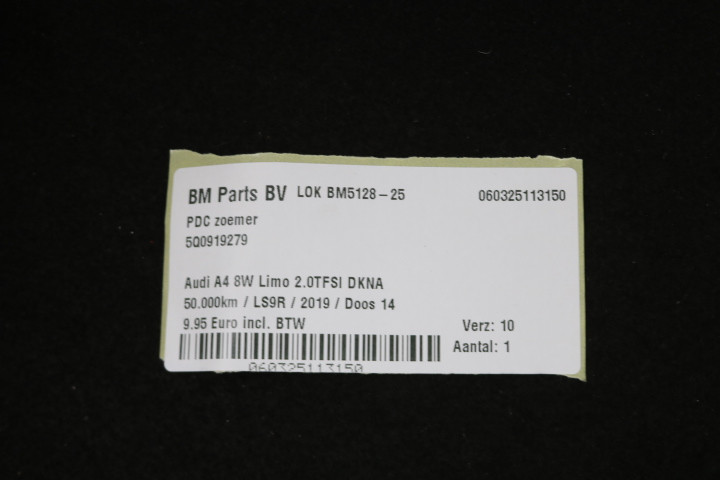 BM Parts BV LOK BM5128-25 060325113150
PDC zoemer
5Q0919279
Audi A4 8W Limo 2.0TFSI DKNA
50.000km / LS9R / 2019 / Doos 14
9.95 Euro incl. BTW Verz: 10
Aantal: 1
060325113150